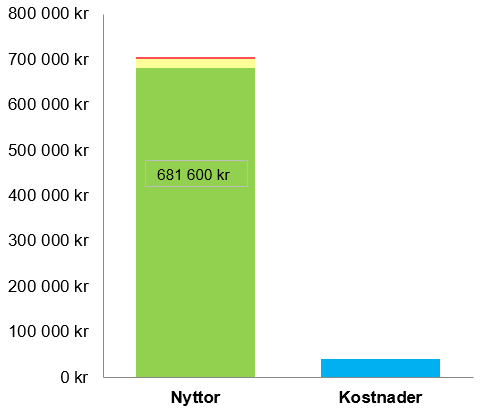 800 000 kr
700 000 kr
600 000 kr
500 000 kr
400 000 kr
300 000 kr
200 000 kr
100 000 kr
0 kr
681 600 kr
Nyttor
Kostnader